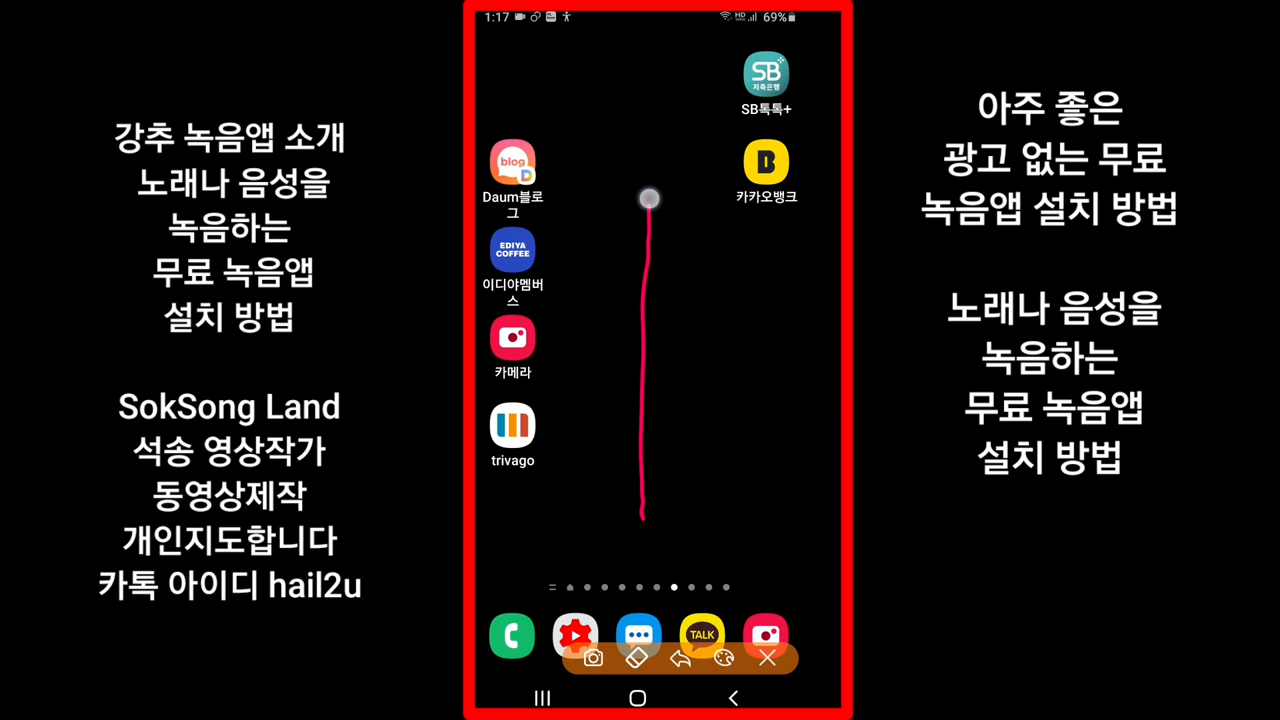 강추 녹음앱 소개
노래나 음성을
녹음하는
무료 녹음앱
설치 방법
SokSong Land
석송 영상작가
동영상제작
개인지도합니다
카톡 아이디 hail2u
1:17
69%
SB
저축은행
SB톡톡+
blog
D
Daum블로
그
B
카카오뱅크
EDIYA
COFFEE
이디야멤버
스
카메라
trivago
TALK
아주 좋은
광고 없는 무료
녹음앱 설치 방법
노래나 음성을
녹음하는
무료 녹음앱
설치 방법